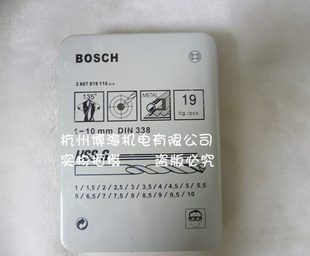 BOSCH
2 607 019 116
135°
METAL
19
tlg./pcs.
1-10 mm DIN 338
杭州博海机电有限公司
实物拍摄 盗版必究
HSS-G
1 / 1,5 / 2 / 2,5 / 3 / 3,5 / 4 / 4,5 / 5 / 5,5
6 / 6,5 / 7 / 7,5 / 8 / 8,5 / 9 / 9,5 / 10